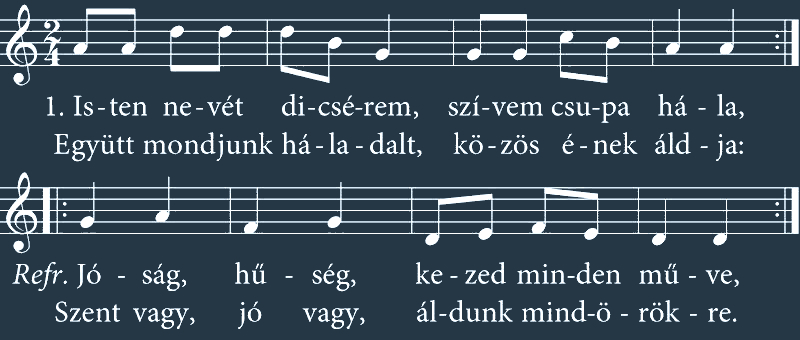 2
4
1. Is-ten ne-vét di-csé-rem, szí-vem csu-pa há - la,
Együtt mondjunk há-la-dalt, kö-zös é-nek áld - ja:
Refr. Jó - ság, hű - ség, ke-zed min-den mű - ve,
Szent vagy, jó vagy, ál-dunk mind-ö - rök - re.